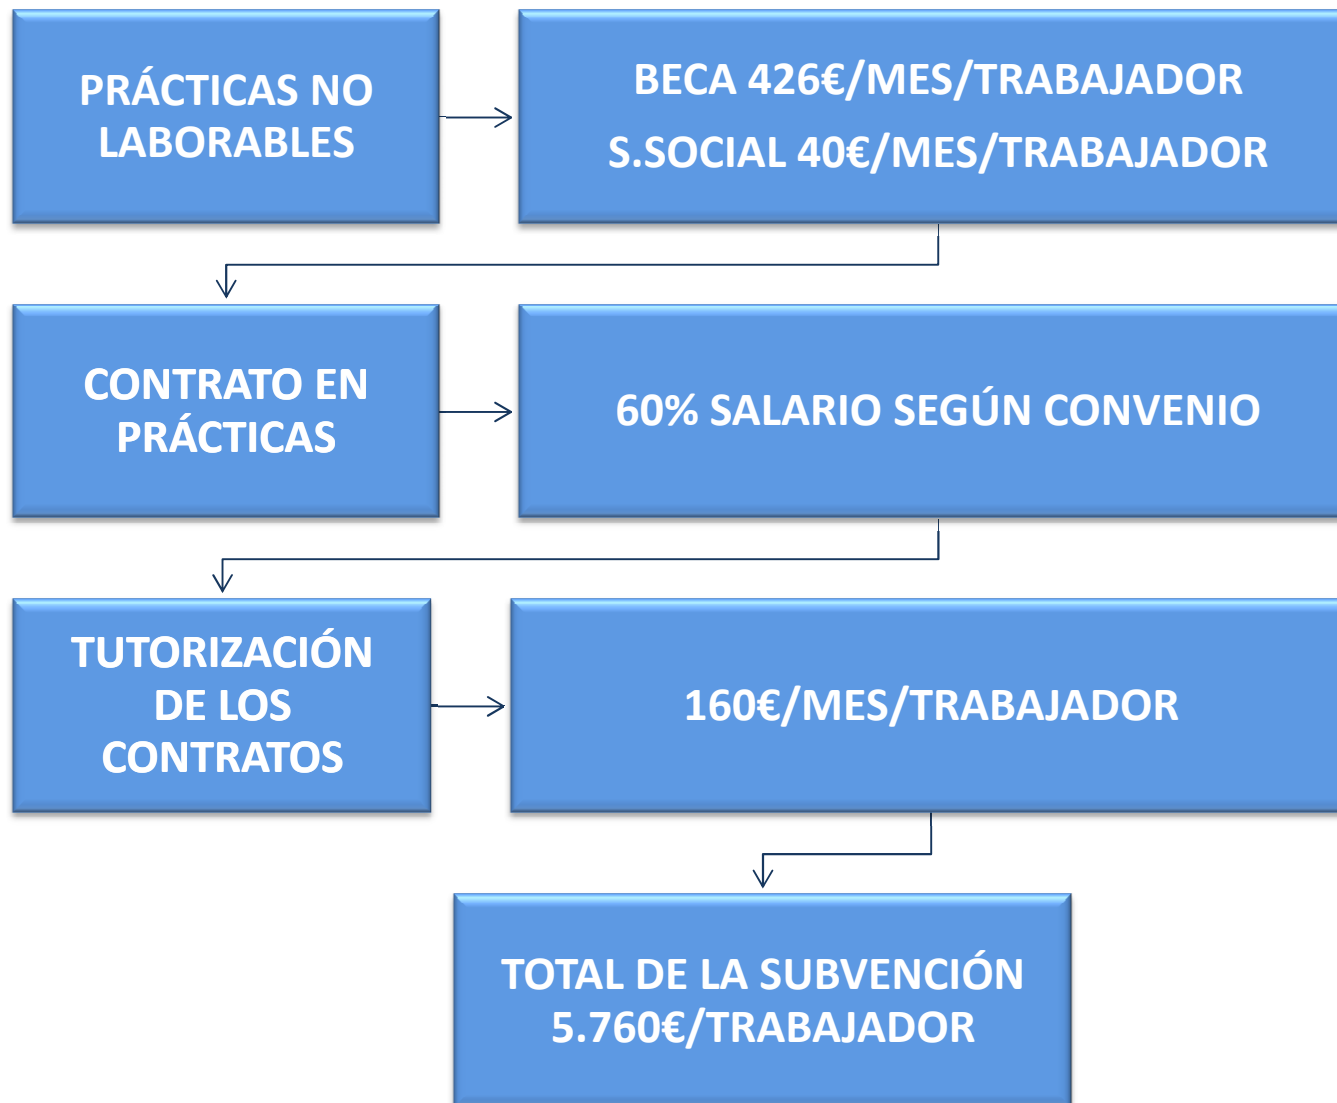 PRÁCTICAS NO
LABORABLES
BECA 426€/MES/TRABAJADOR
S.SOCIAL 40€/MES/TRABAJADOR
CONTRATO EN
PRÁCTICAS
60% SALARIO SEGÚN CONVENIO
TUTORIZACIÓN
DE LOS
CONTRATOS
160€/MES/TRABAJADOR
TOTAL DE LA SUBVENCIÓN
5.760€/TRABAJADOR